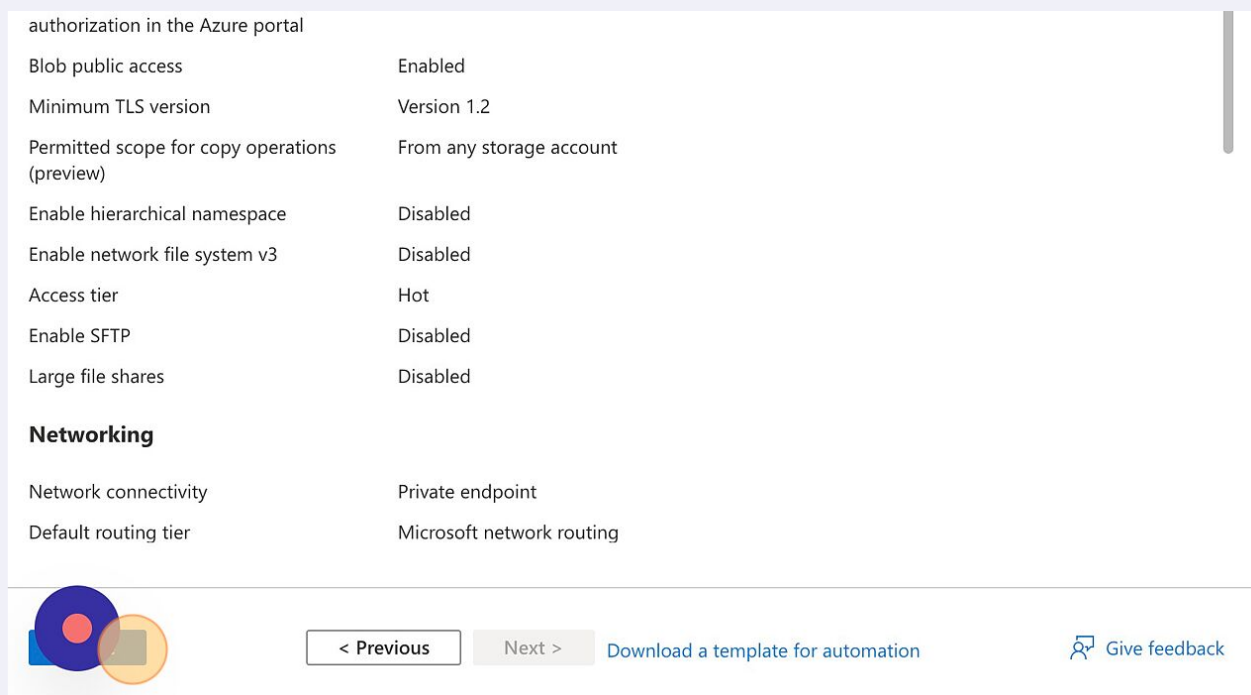 authorization in the Azure portal
Blob public access Enabled
Minimum TLS version Version 1.2
Permitted scope for copy operations From any storage account
(preview)
Enable hierarchical namespace Disabled
Enable network file system v3 Disabled
Access tier Hot
Enable SFTP Disabled
Large file shares Disabled
Networking
Network connectivity Private endpoint
Default routing tier Microsoft network routing
< Previous Next > Download a template for automation Give feedback